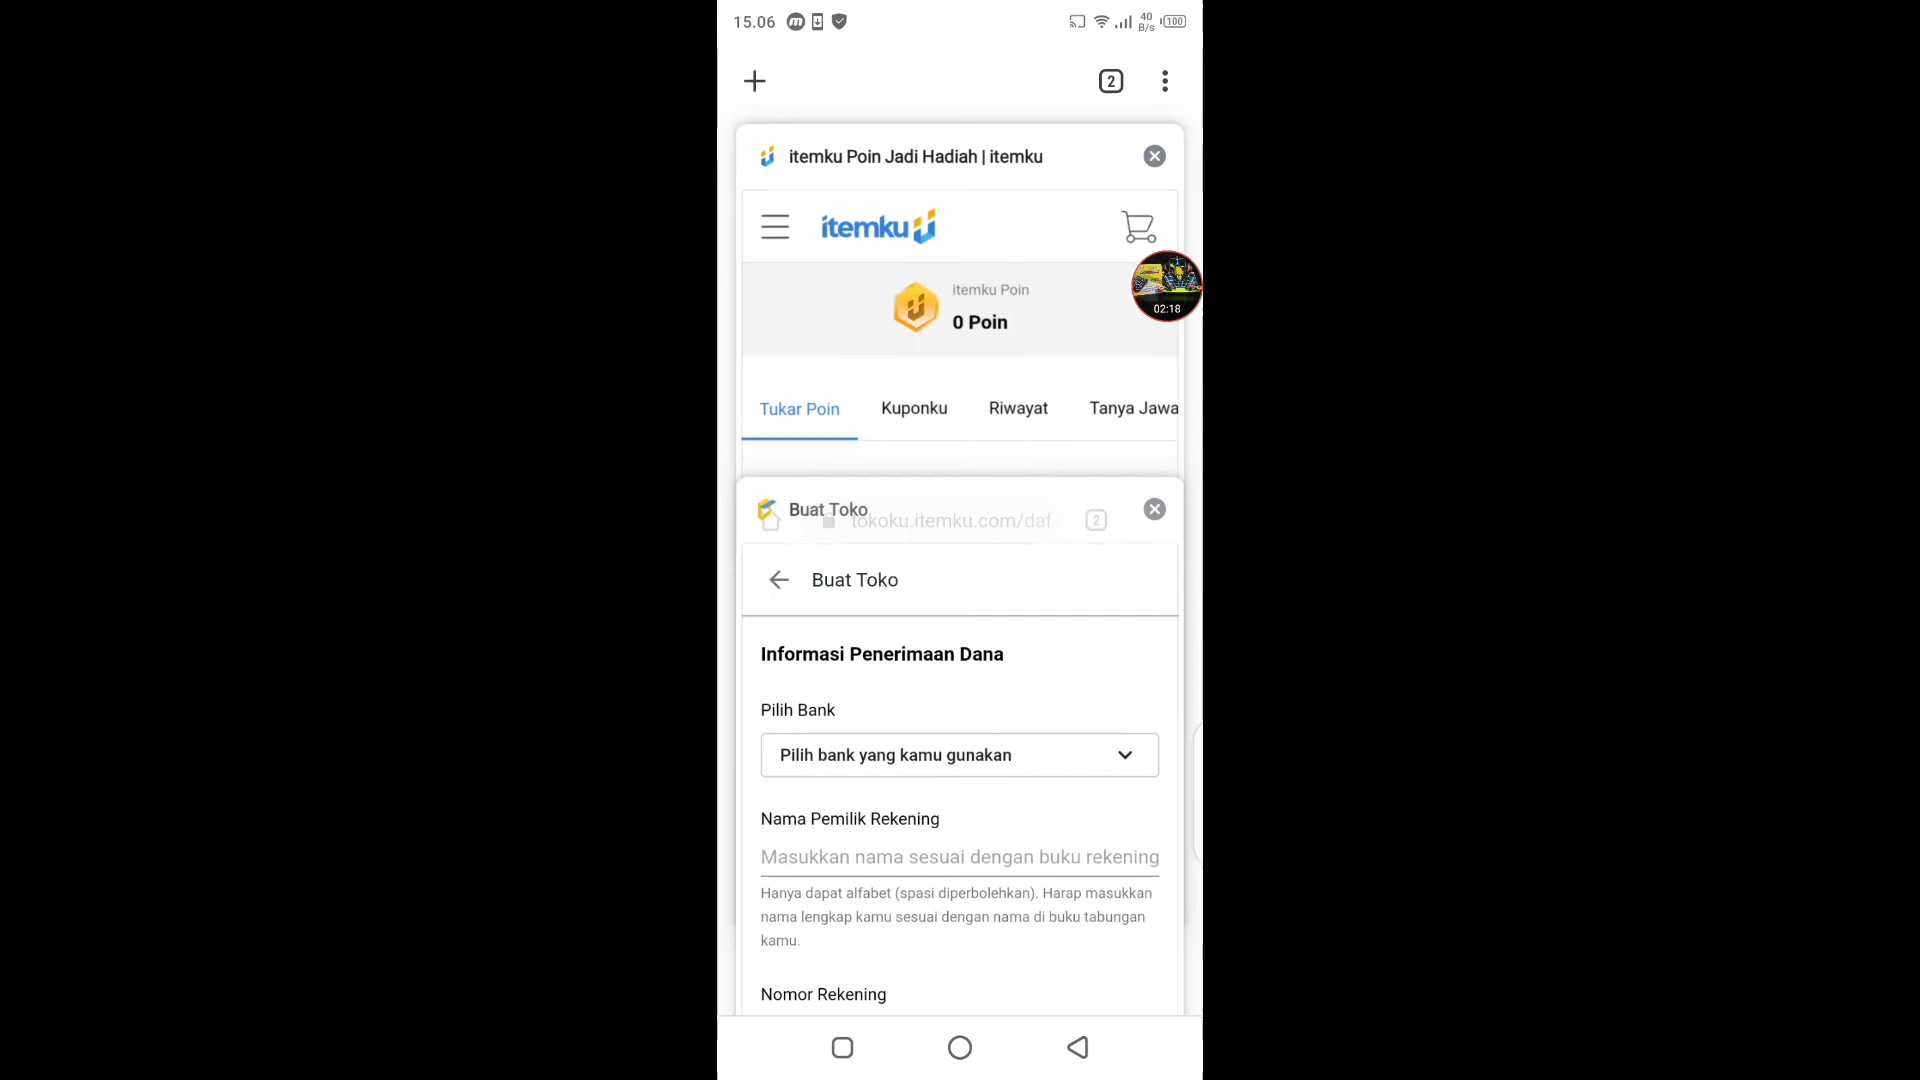 15.06 40 B/s 100
2
itemku Poin Jadi Hadiah | itemku
itemku
itemku Poin
0 Poin
02:18
Tukar Poin Kuponku Riwayat Tanya Jawa
Buat Toko
tokoku.itemku.com/daf 2
Buat Toko
Informasi Penerimaan Dana
Pilih Bank
Pilih bank yang kamu gunakan
Nama Pemilik Rekening
Masukkan nama sesuai dengan buku rekening
Hanya dapat alfabet (spasi diperbolehkan). Harap masukkan
nama lengkap kamu sesuai dengan nama di buku tabungan
kamu.
Nomor Rekening